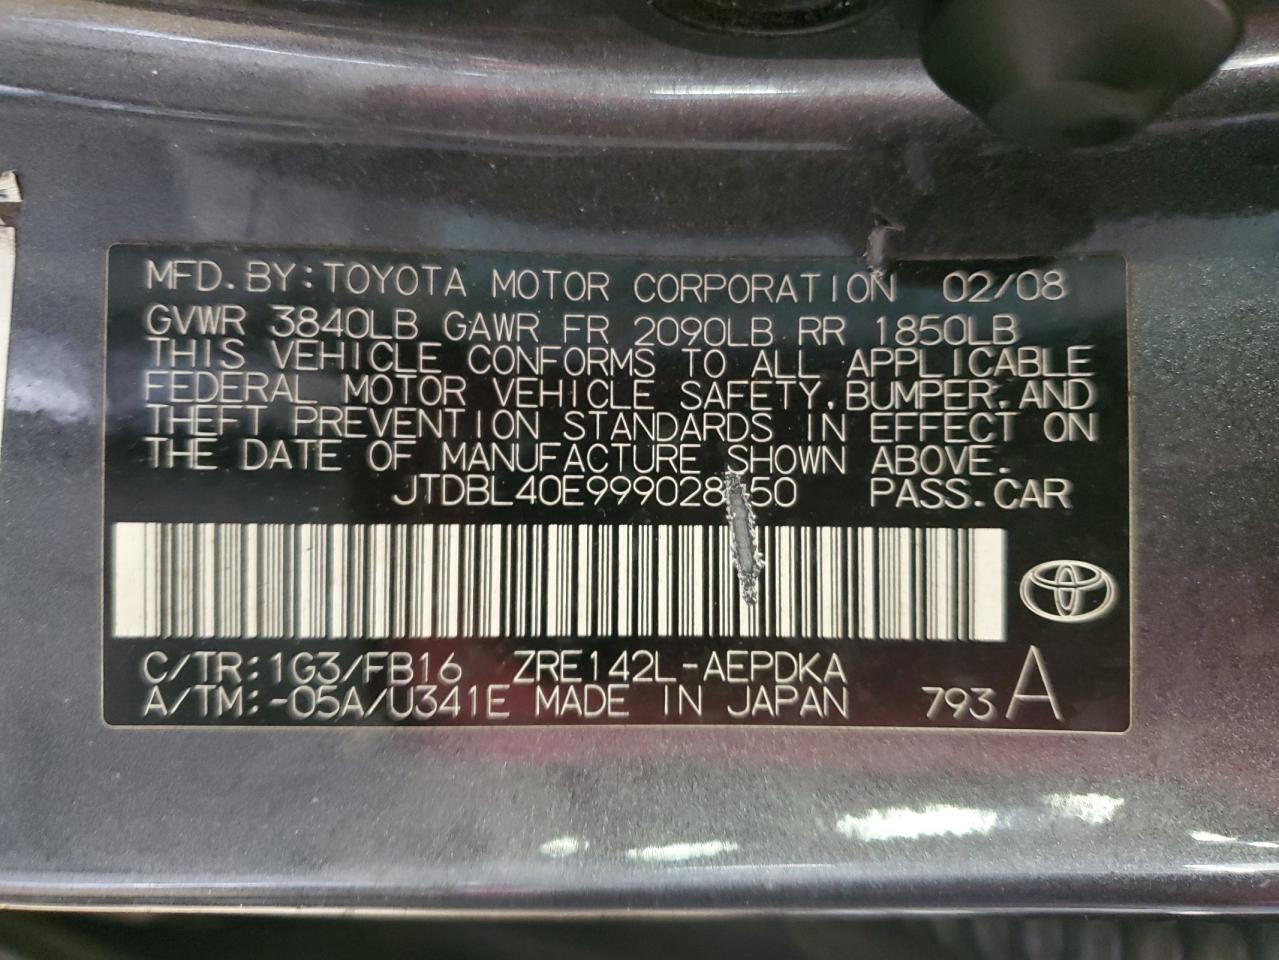 MFD. BY: TOYOTA MOTOR CORPORATION 02/08
GVWR 3840LB GAWR FR 2090LB RR 1850LB
THIS VEHICLE CONFORMS TO ALL APPLICABLE
FEDERAL MOTOR VEHICLE SAFETY, BUMPER, AND
THEFT PREVENTION STANDARDS IN EFFECT ON
THE DATE OF MANUFACTURE SHOWN ABOVE.
PASS. CAR
C/TR: 1G3/FB16 ZRE142L-AEPDKA
A/TM: -05A/U341E MADE IN JAPAN 793 A